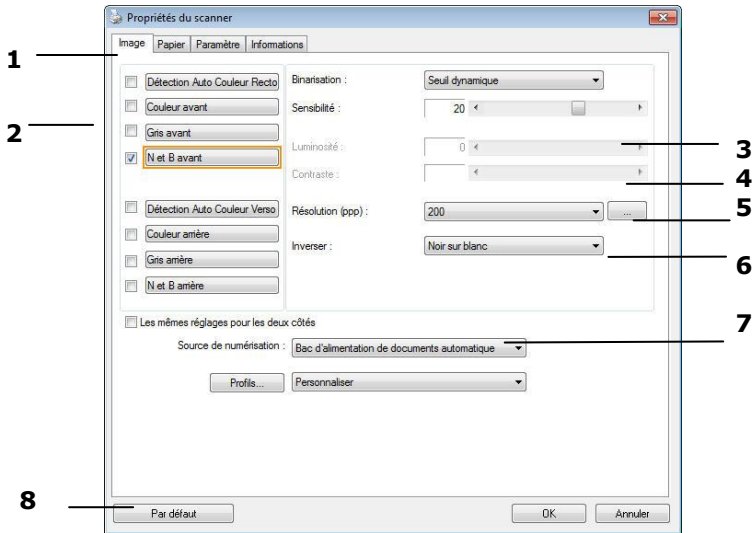 Propriétés du scanner
Image Papier Paramètre Informations
1
Détection Auto Couleur Recto Binarisation : Seuil dynamique
Couleur avant Sensibilité : 20
2
Gris avant
N et B avant Luminosité : 0
3
Contraste :
4
Détection Auto Couleur Verso Résolution (ppp) : 200 ...
5
Couleur arrière
Inverser : Noir sur blanc
6
Gris arrière
N et B arrière
Les mêmes réglages pour les deux côtés
7
Source de numérisation : Bac d'alimentation de documents automatique
Profils... Personnaliser
8
Par défaut OK Annuler